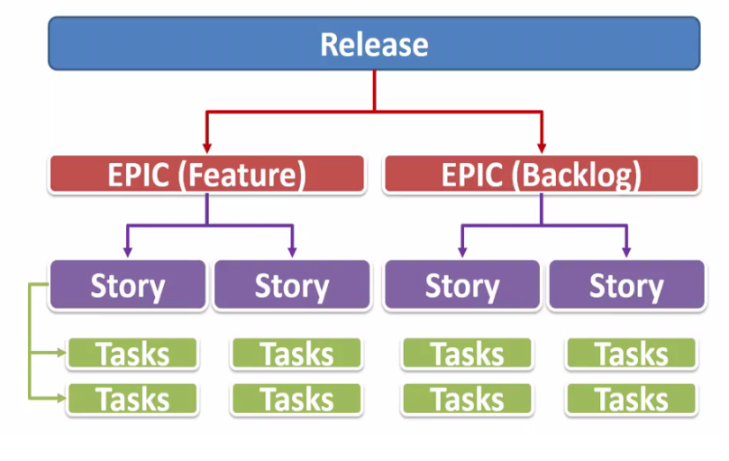 Release
EPIC (Feature) EPIC (Backlog)
Story Story Story Story
Tasks Tasks Tasks Tasks
Tasks Tasks Tasks Tasks